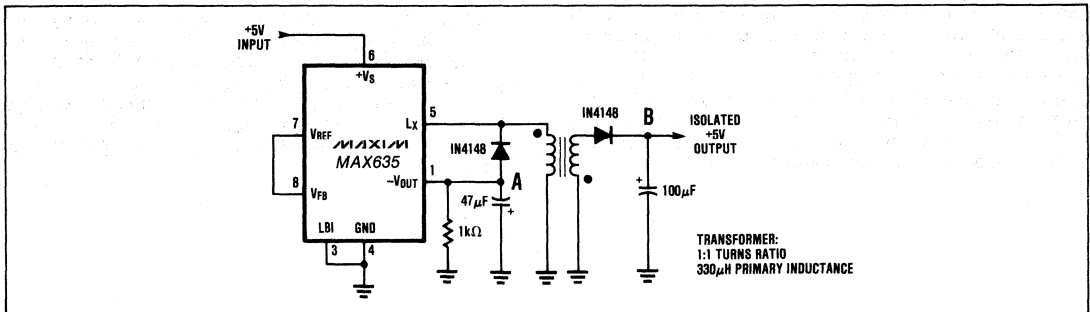 +5V
INPUT
6
+VS
7
VREF
MAXIM
MAX635
8
VFB
LBI
GND
3
4
5
LX
1
-VOUT
IN4148
A
47µF
+
1kΩ
IN4148
B
ISOLATED
+5V
OUTPUT
+
100µF
TRANSFORMER:
1:1 TURNS RATIO
330µH PRIMARY INDUCTANCE